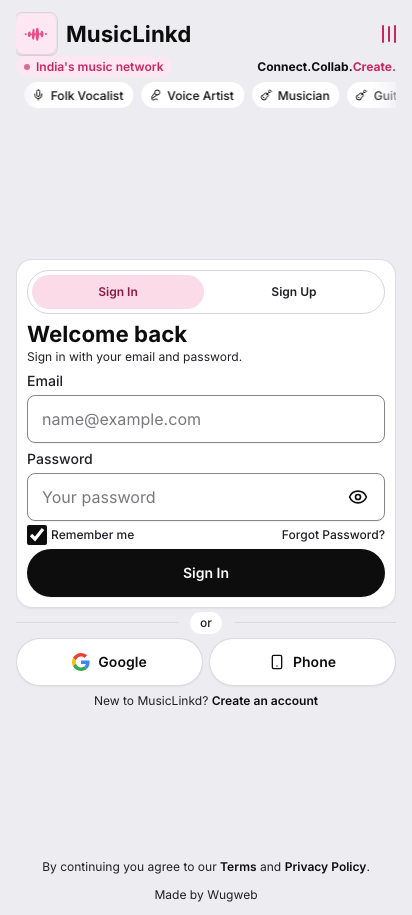 MusicLinkd
India's music network
Connect.Collab.Create.
Folk Vocalist
Voice Artist
Musician
Sign In
Sign Up
Welcome back
Sign in with your email and password.
Email
name@example.com
Password
Your password
Remember me
Forgot Password?
Sign In
or
Google
Phone
New to MusicLinkd? Create an account
By continuing you agree to our Terms and Privacy Policy.
Made by Wugweb